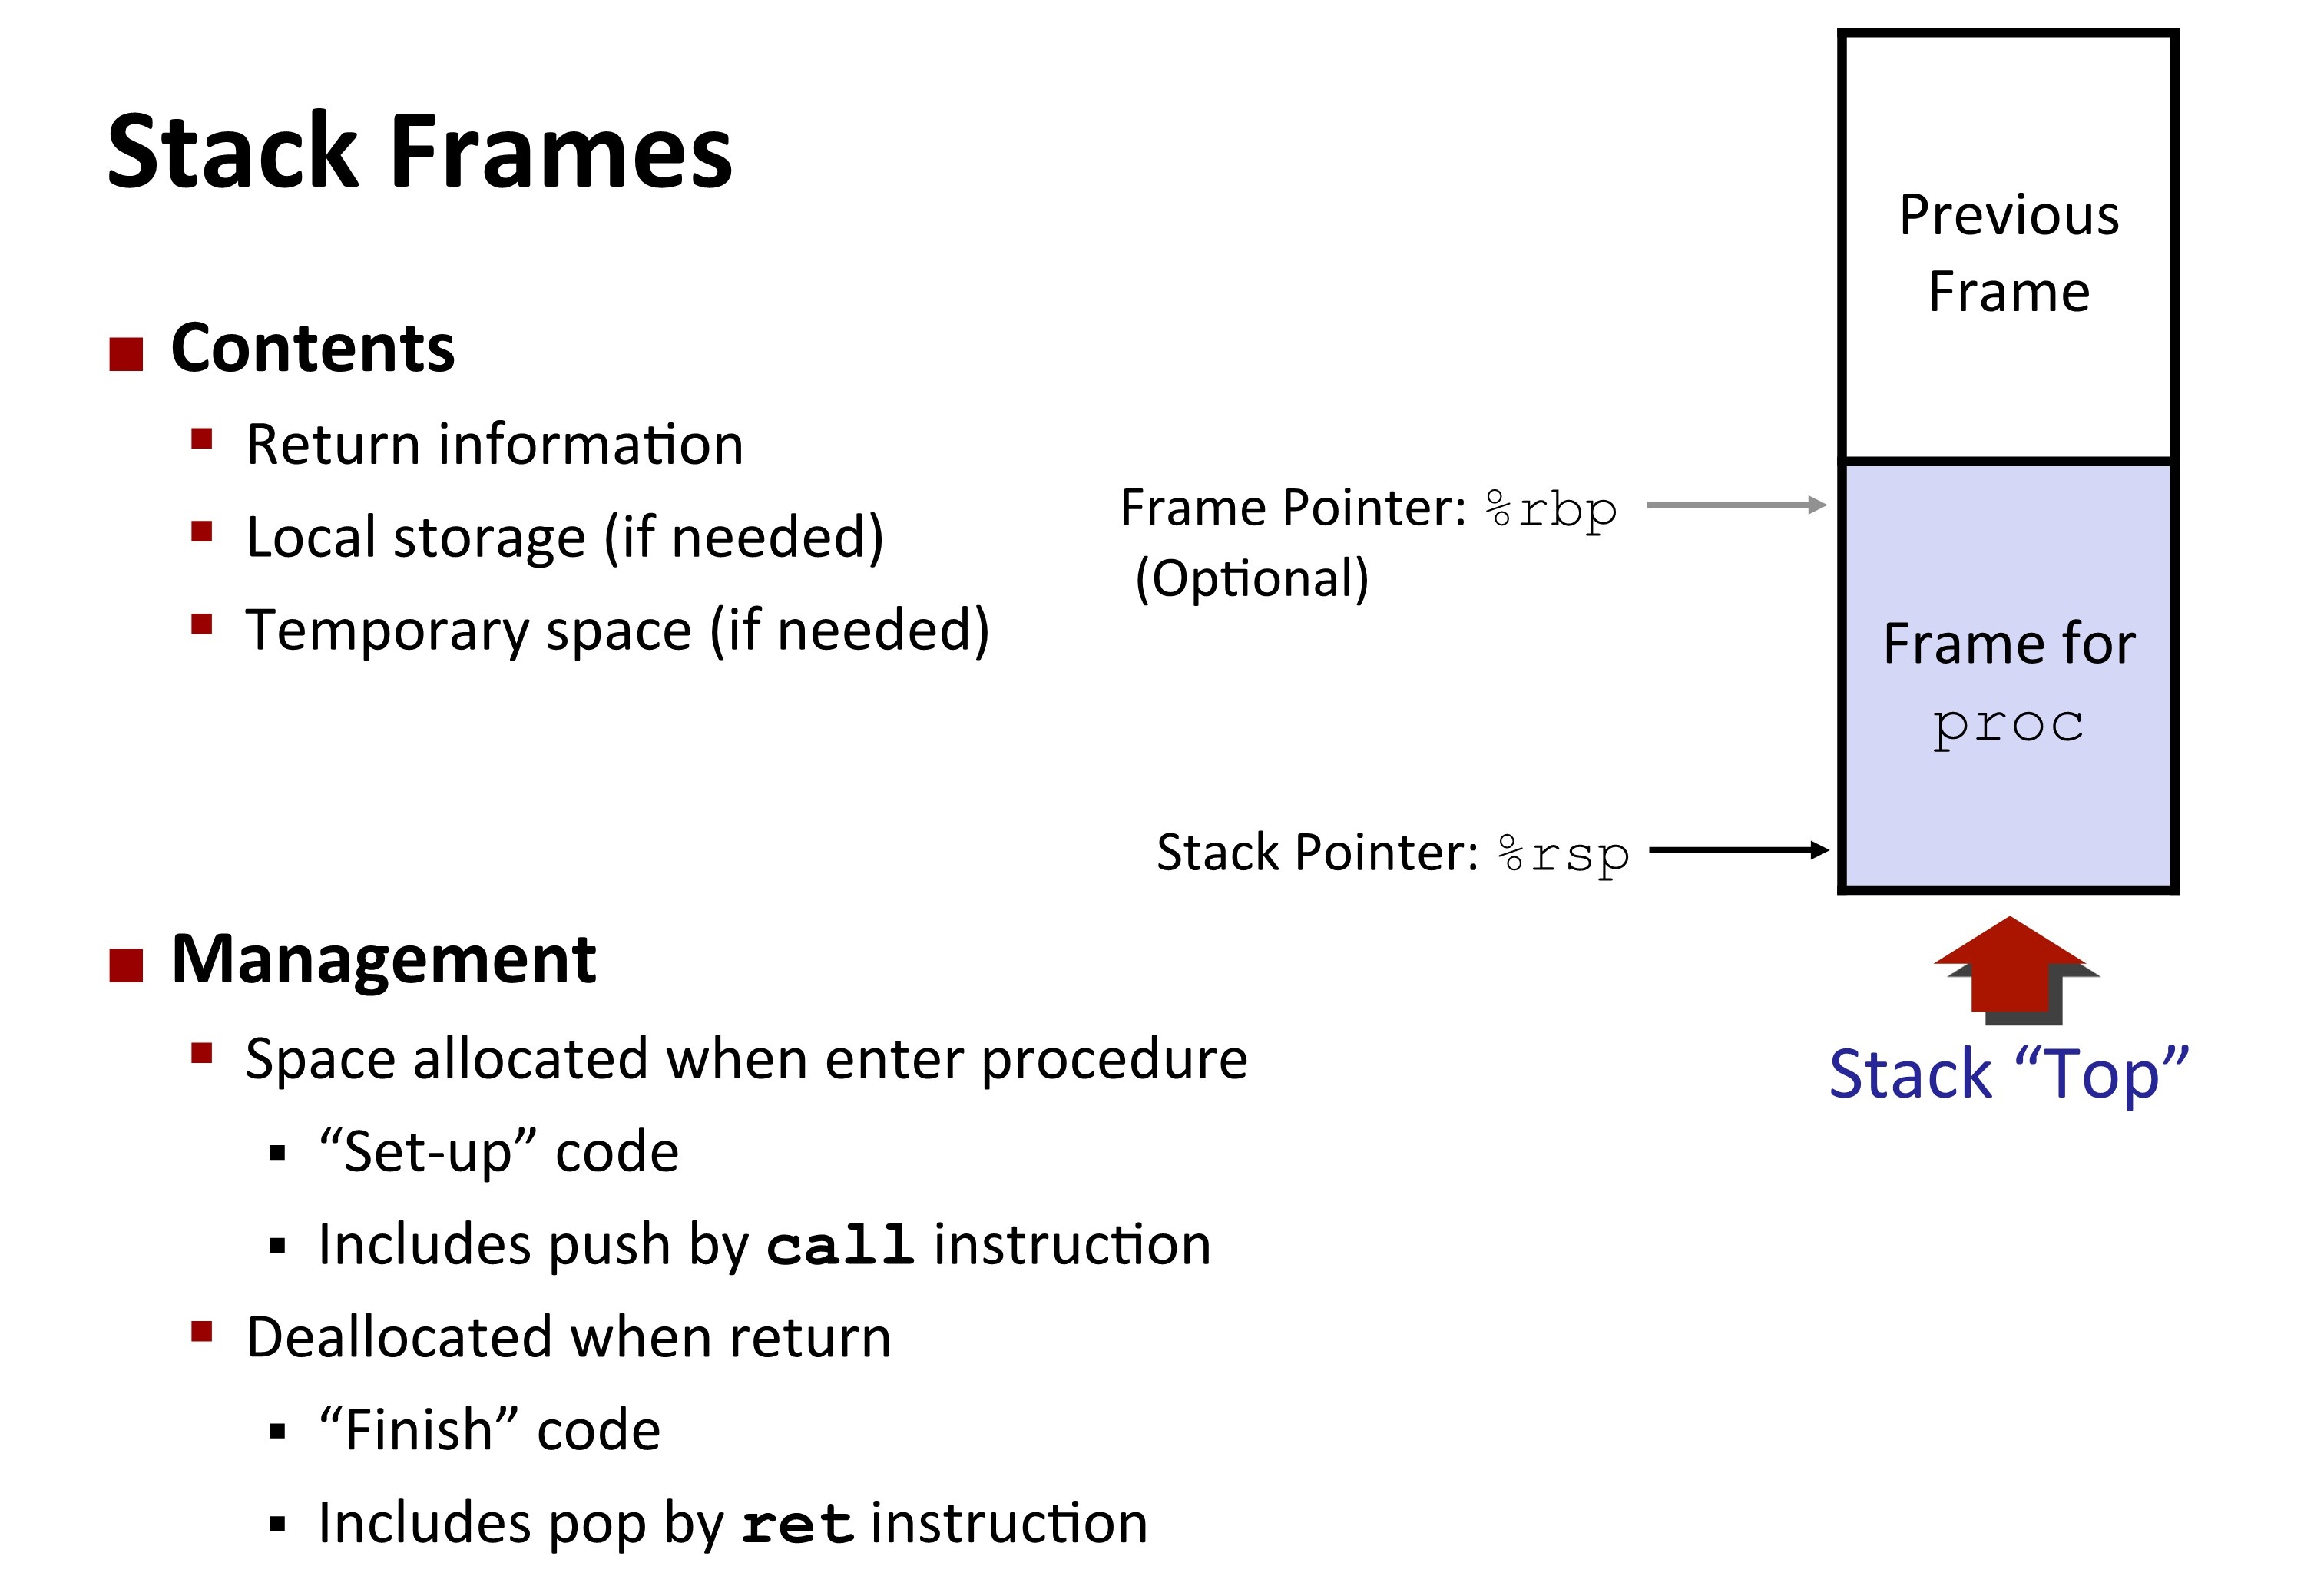 Stack Frames
Contents
Return information
Local storage (if needed)
Temporary space (if needed)
Management
Space allocated when enter procedure
“Set-up” code
Includes push by call instruction
Deallocated when return
“Finish” code
Includes pop by ret instruction
Previous
Frame
Frame Pointer: %rbp
(Optional)
Frame for
proc
Stack Pointer: %rsp
Stack “Top”